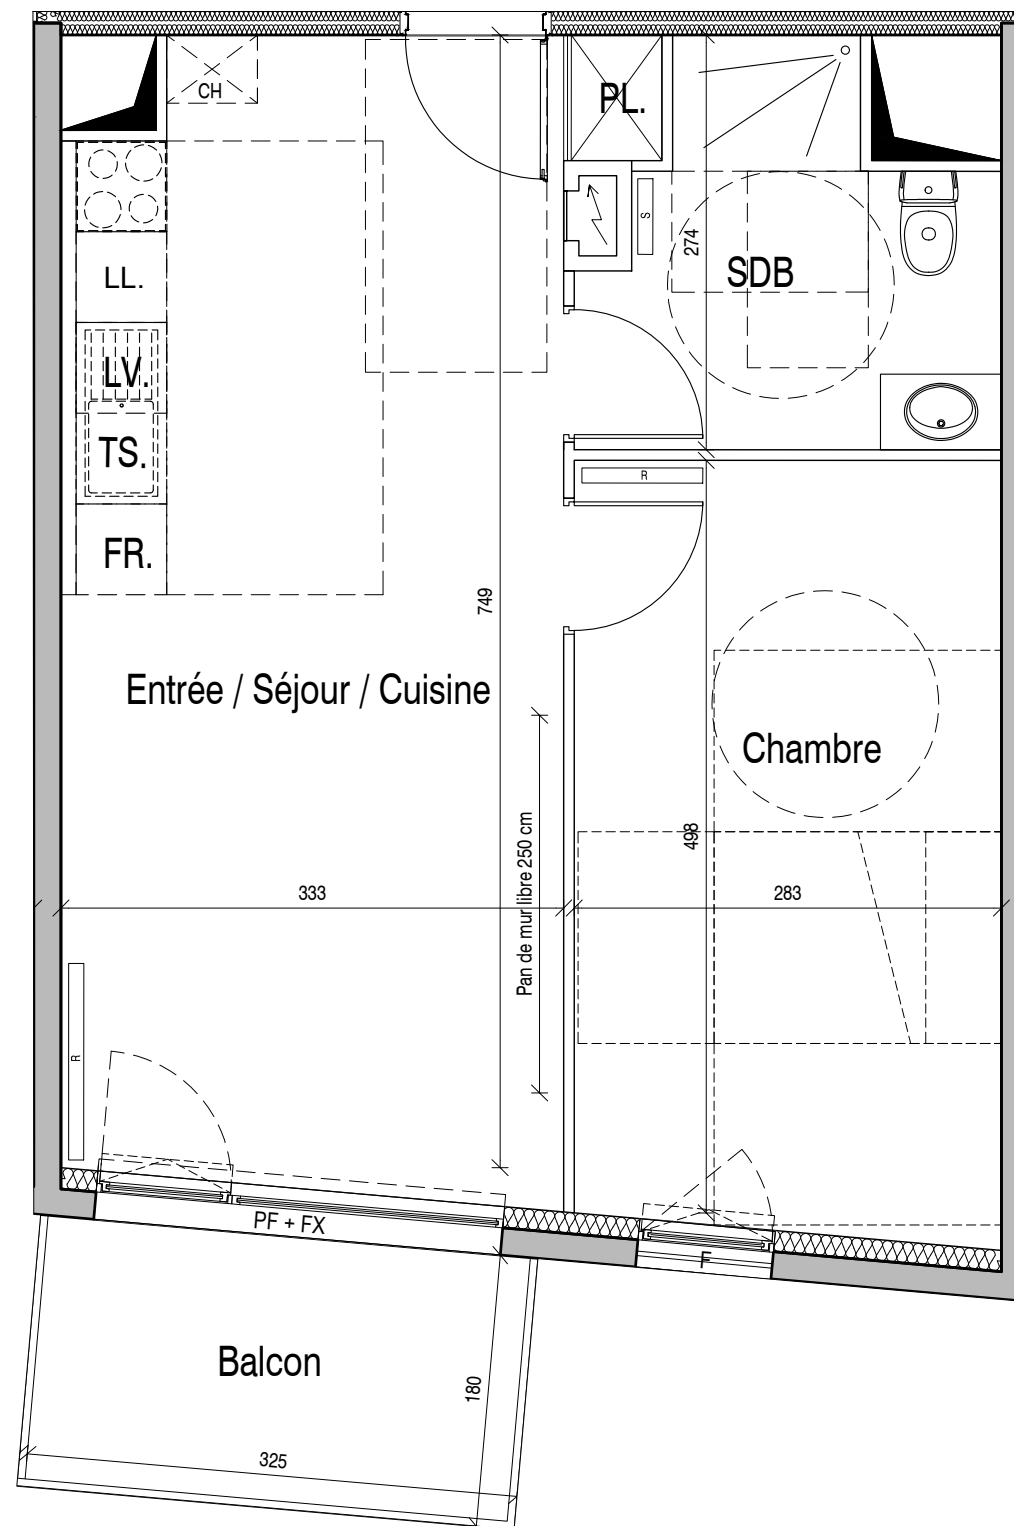 CH
PL.
S
274
SDB
LL.
LV.
TS.
FR.
R
749
Entrée / Séjour / Cuisine
Chambre
498
Pan de mur libre 250 cm
333
283
R
PF + FX
F
Balcon
180
325